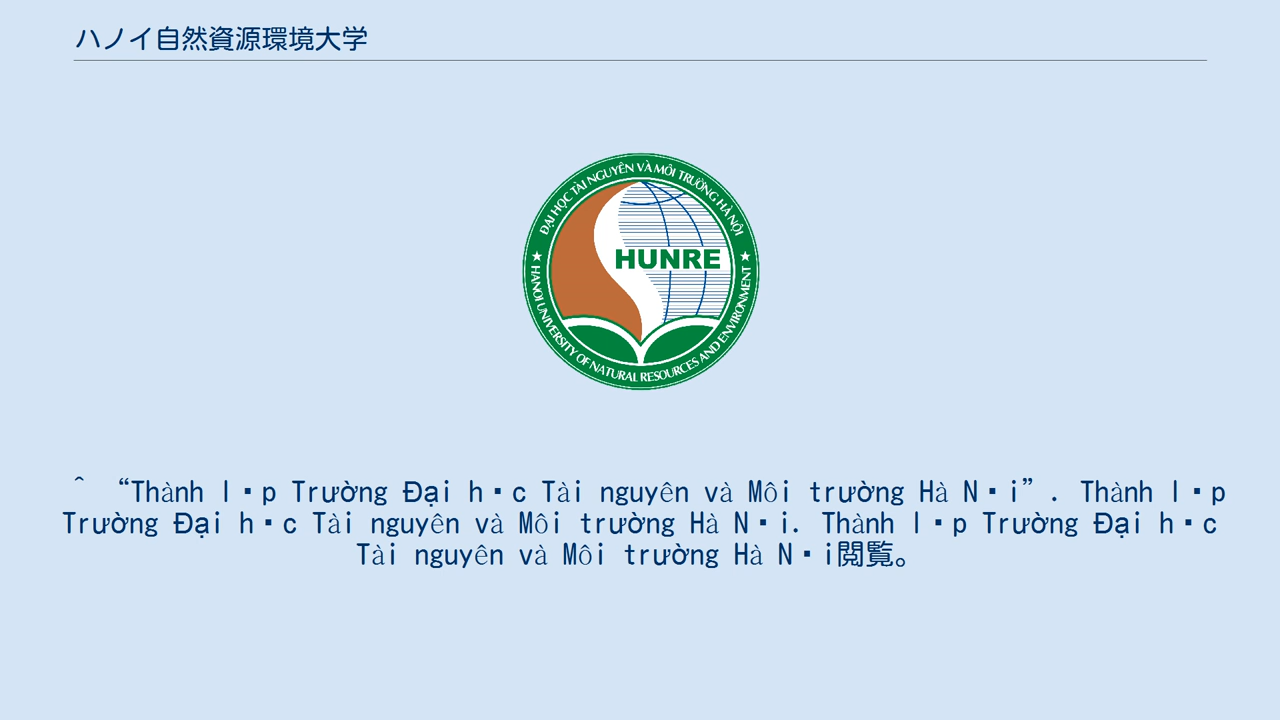 ハノイ自然資源環境大学
ĐẠI HỌC TÀI NGUYÊN VÀ MÔI TRƯỜNG HÀ NỘI
HUNRE
HANOI UNIVERSITY OF NATURAL RESOURCES AND ENVIRONMENT
^ “Thành l·p Trường Đại h·c Tài nguyên và Môi trường Hà N·i”. Thành l·p
Trường Đại h·c Tài nguyên và Môi trường Hà N·i. Thành l·p Trường Đại h·c
Tài nguyên và Môi trường Hà N·i閲覧。